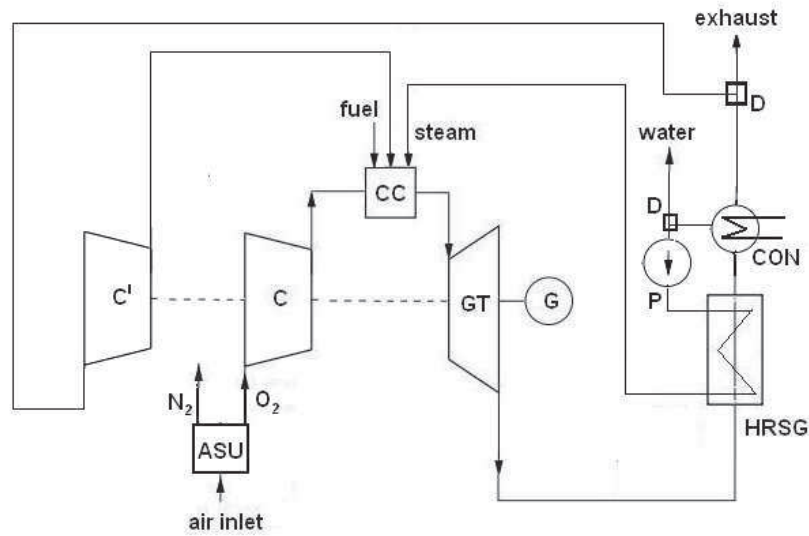 exhaust
D
fuel
steam
water
CC
D
CON
C'
C
GT
G
P
N₂
O₂
HRSG
ASU
air inlet